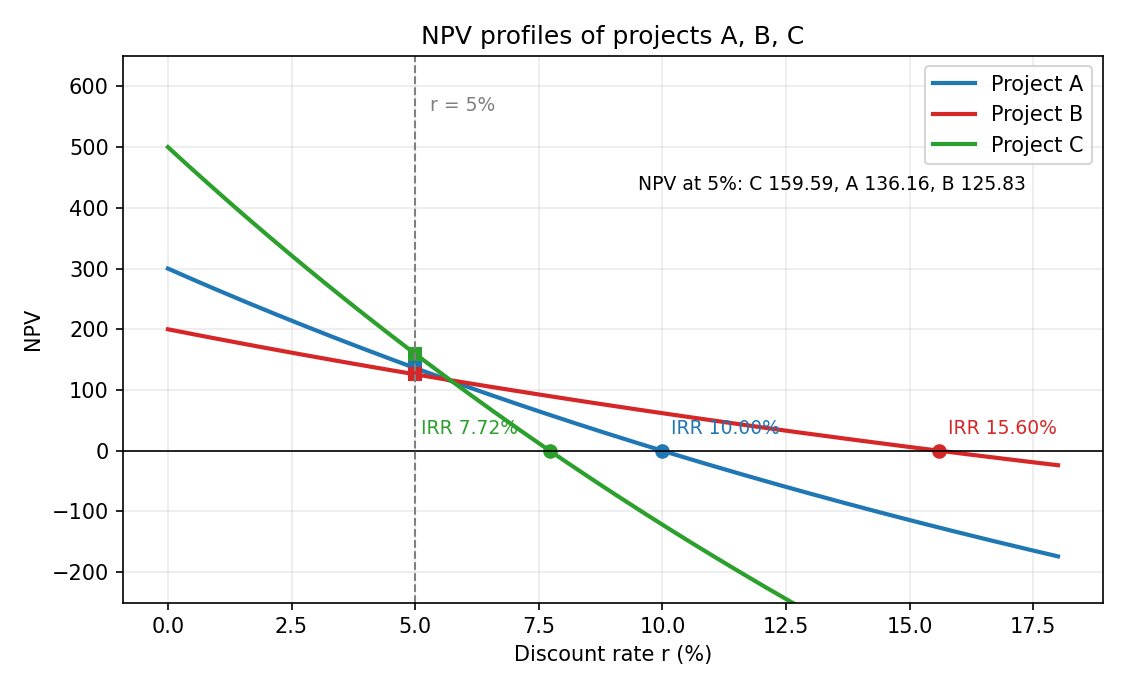 NPV profiles of projects A, B, C
600
500
400
300
200
100
0
−100
−200
NPV
r = 5%
Project A
Project B
Project C
NPV at 5%: C 159.59, A 136.16, B 125.83
IRR 7.72%
IRR 10.00%
IRR 15.60%
0.0
2.5
5.0
7.5
10.0
12.5
15.0
17.5
Discount rate r (%)